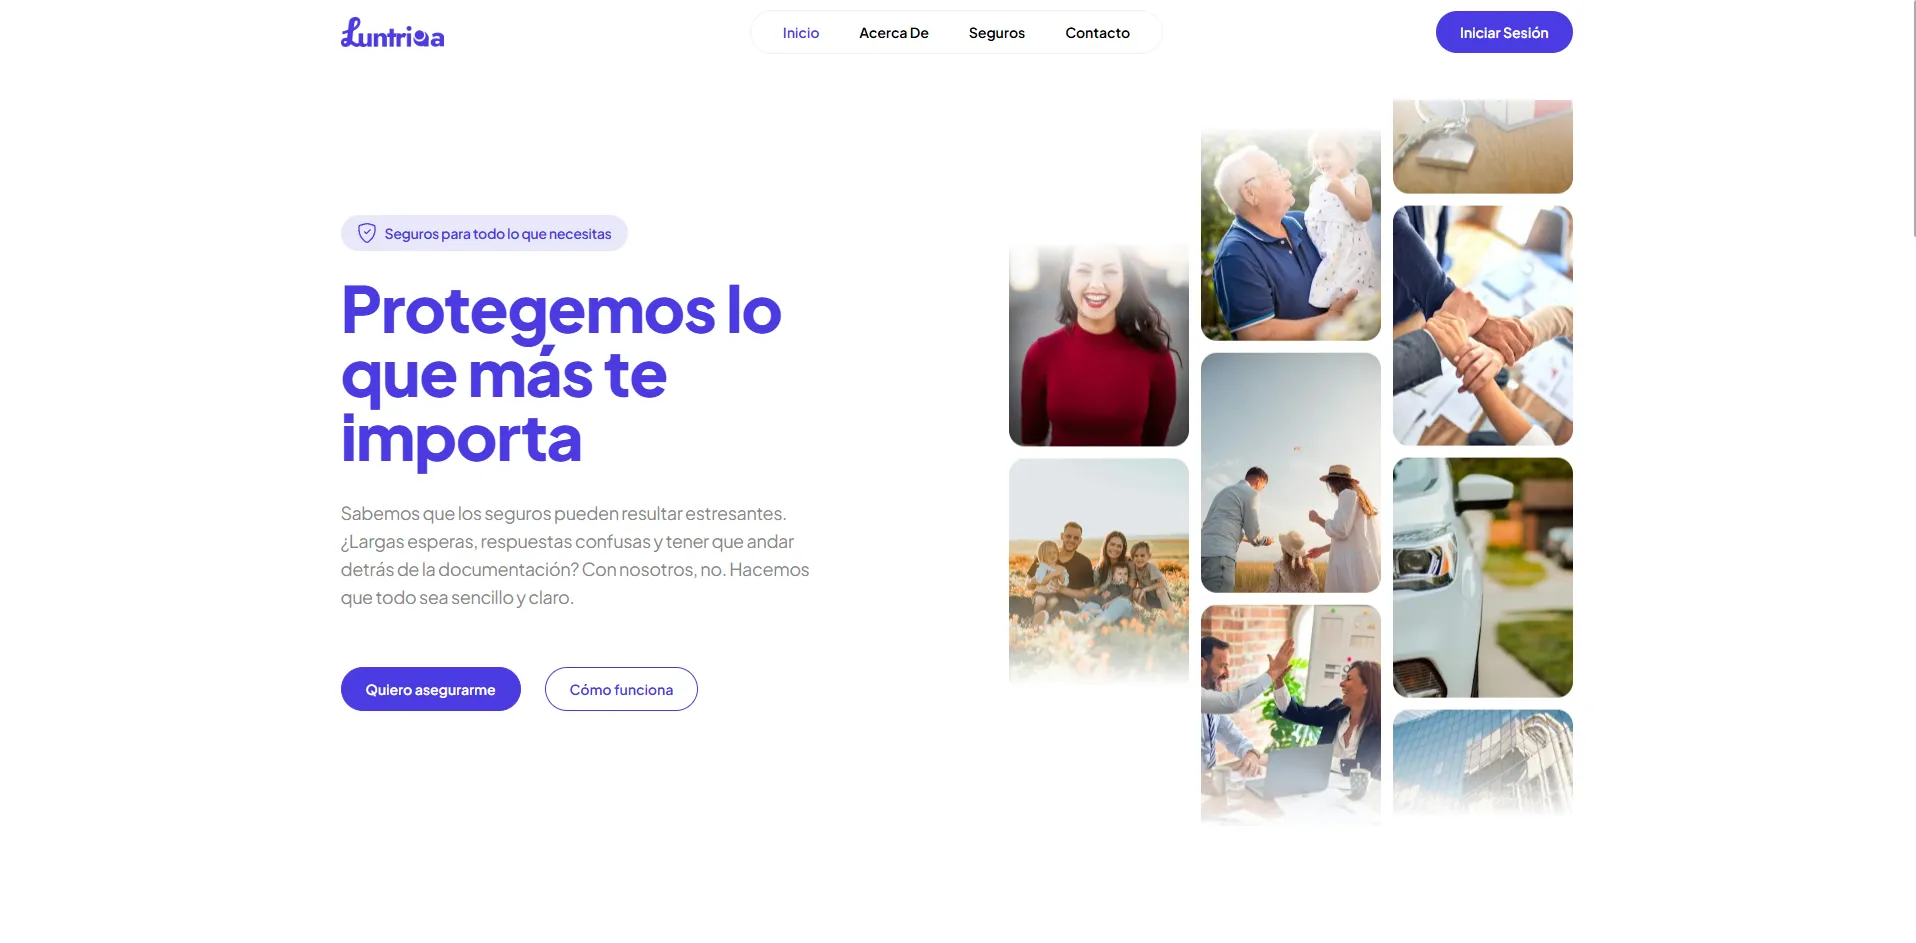 Luntria
Inicio
Acerca De
Seguros
Contacto
Iniciar Sesión
Seguros para todo lo que necesitas
Protegemos lo
que más te
importa
Sabemos que los seguros pueden resultar estresantes.
¿Largas esperas, respuestas confusas y tener que andar
detrás de la documentación? Con nosotros, no. Hacemos
que todo sea sencillo y claro.
Quiero asegurarme
Cómo funciona